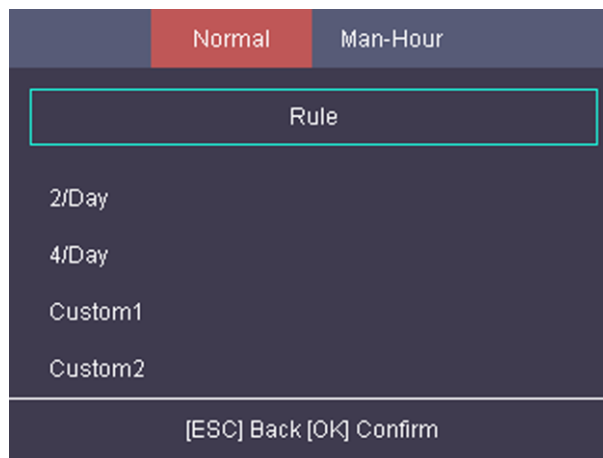 Normal Man-Hour
Rule
2/Day
4/Day
Custom1
Custom2
[ESC] Back [OK] Confirm